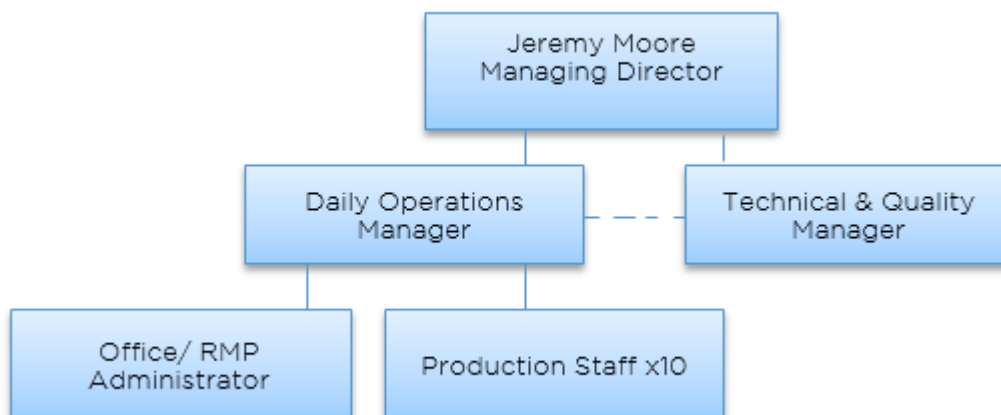 Jeremy Moore
Managing Director
Daily Operations
Manager
Technical & Quality
Manager
Office/ RMP
Administrator
Production Staff x10